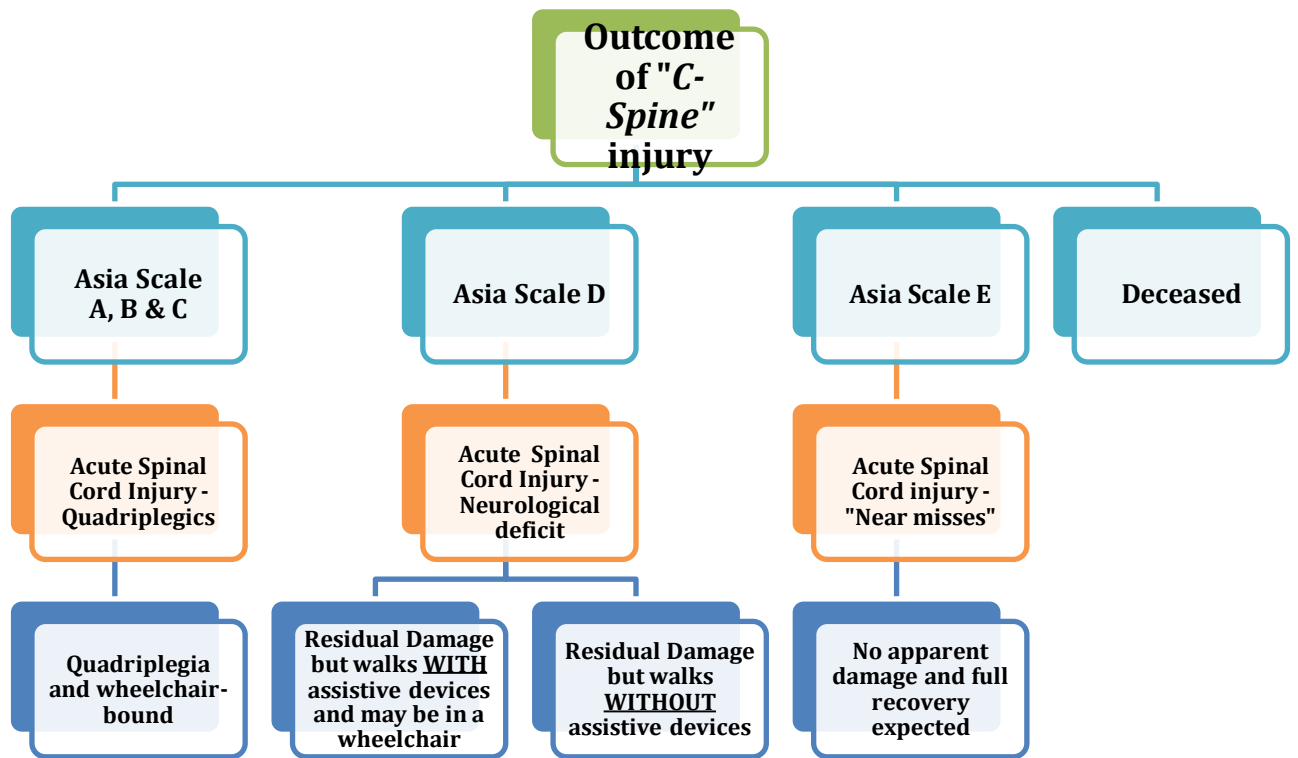 Outcome
of "C-
Spine"
injury
Asia Scale
A, B & C
Asia Scale D
Asia Scale E
Deceased
Acute Spinal
Cord Injury -
Quadriplegics
Acute Spinal
Cord Injury -
Neurological
deficit
Acute Spinal
Cord injury -
"Near misses"
Quadriplegia
and wheelchair-
bound
Residual Damage
but walks WITH
assistive devices
and may be in a
wheelchair
Residual Damage
but walks
WITHOUT
assistive devices
No apparent
damage and full
recovery
expected